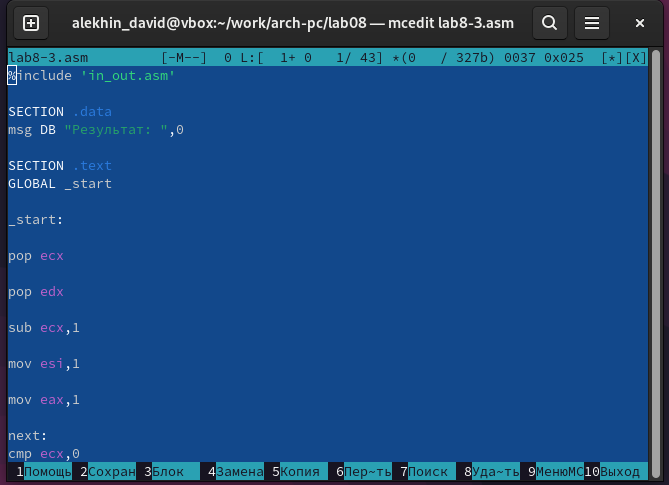 alekhin_david@vbox:~/work/arch-pc/lab08 — mcedit lab8-3.asm
lab8-3.asm [-M--] 0 L:[ 1+ 0 1/ 43] *(0 / 327b) 0037 0x025 [*][X]
%include 'in_out.asm'
SECTION .data
msg DB "Результат: ",0
SECTION .text
GLOBAL _start
_start:
pop ecx
pop edx
sub ecx,1
mov esi,1
mov eax,1
next:
cmp ecx,0
1Помощь 2Сохран 3Блок 4Замена 5Копия 6Пер~ть 7Поиск 8Уда~ть 9МенюMC 10Выход